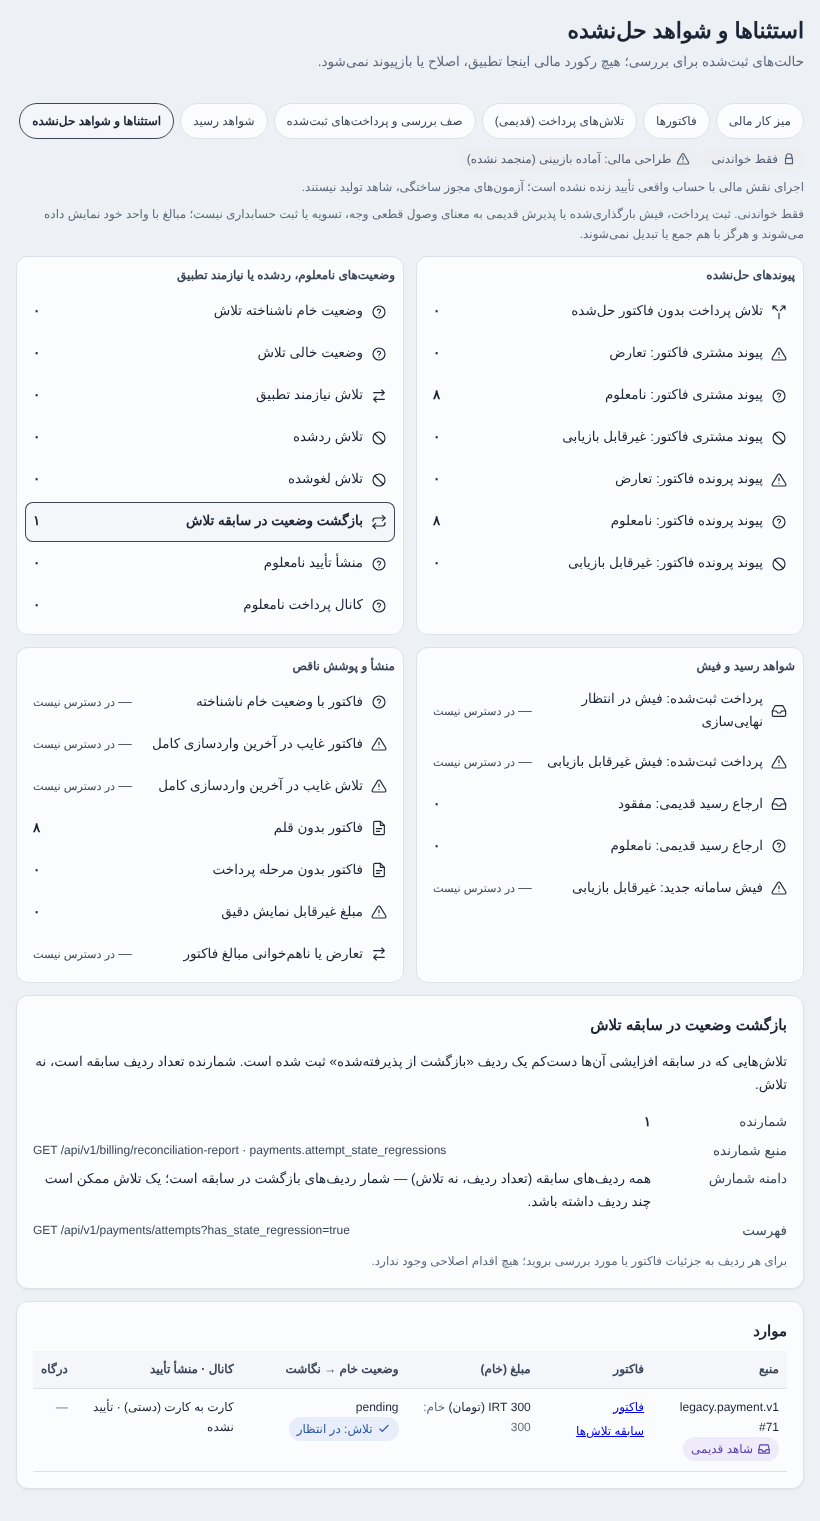 استثناها و شواهد حل‌نشده
حالت‌های ثبت‌شده برای بررسی؛ هیچ رکورد مالی اینجا تطبیق، اصلاح یا بازپیوند نمی‌شود.
میز کار مالی
فاکتورها
تلاش‌های پرداخت (قدیمی)
صف بررسی و پرداخت‌های ثبت‌شده
شواهد رسید
استثناها و شواهد حل‌نشده
فقط خواندنی
طراحی مالی: آماده بازبینی (منجمد نشده)
اجرای نقش مالی با حساب واقعی تأیید زنده نشده است؛ آزمون‌های مجوز ساختگی، شاهد تولید نیستند.
فقط خواندنی. ثبت پرداخت، فیش بارگذاری‌شده یا پذیرش قدیمی به معنای وصول قطعی وجه، تسویه یا ثبت حسابداری نیست؛ مبالغ با واحد خود نمایش داده
می‌شوند و هرگز با هم جمع یا تبدیل نمی‌شوند.
پیوندهای حل‌نشده
تلاش پرداخت بدون فاکتور حل‌شده ۰
پیوند مشتری فاکتور: تعارض ۰
پیوند مشتری فاکتور: نامعلوم ۸
پیوند مشتری فاکتور: غیرقابل بازیابی ۰
پیوند پرونده فاکتور: تعارض ۰
پیوند پرونده فاکتور: نامعلوم ۸
پیوند پرونده فاکتور: غیرقابل بازیابی ۰
وضعیت‌های نامعلوم، ردشده یا نیازمند تطبیق
وضعیت خام ناشناخته تلاش ۰
وضعیت خالی تلاش ۰
تلاش نیازمند تطبیق ۰
تلاش ردشده ۰
تلاش لغوشده ۰
بازگشت وضعیت در سابقه تلاش ۱
منشأ تأیید نامعلوم ۰
کانال پرداخت نامعلوم ۰
شواهد رسید و فیش
پرداخت ثبت‌شده: فیش در انتظار
نهایی‌سازی — در دسترس نیست
پرداخت ثبت‌شده: فیش غیرقابل بازیابی — در دسترس نیست
ارجاع رسید قدیمی: مفقود ۰
ارجاع رسید قدیمی: نامعلوم ۰
فیش سامانه جدید: غیرقابل بازیابی — در دسترس نیست
منشأ و پوشش ناقص
فاکتور با وضعیت خام ناشناخته — در دسترس نیست
فاکتور غایب در آخرین واردسازی کامل — در دسترس نیست
تلاش غایب در آخرین واردسازی کامل — در دسترس نیست
فاکتور بدون قلم ۸
فاکتور بدون مرحله پرداخت ۰
مبلغ غیرقابل نمایش دقیق ۰
تعارض یا ناهم‌خوانی مبالغ فاکتور — در دسترس نیست
بازگشت وضعیت در سابقه تلاش
تلاش‌هایی که در سابقه افزایشی آن‌ها دست‌کم یک ردیف «بازگشت از پذیرفته‌شده» ثبت شده است. شمارنده تعداد ردیف سابقه است، نه
تلاش.
شمارنده ۱
منبع شمارنده GET /api/v1/billing/reconciliation-report · payments.attempt_state_regressions
دامنه شمارش همه ردیف‌های سابقه (تعداد ردیف، نه تلاش) — شمار ردیف‌های بازگشت در سابقه است؛ یک تلاش ممکن است
چند ردیف داشته باشد.
فهرست GET /api/v1/payments/attempts?has_state_regression=true
برای هر ردیف به جزئیات فاکتور یا مورد بررسی بروید؛ هیچ اقدام اصلاحی وجود ندارد.
موارد
منبع فاکتور مبلغ (خام) وضعیت خام → نگاشت کانال · منشأ تأیید درگاه
legacy.payment.v1
#71
شاهد قدیمی
فاکتور
سابقه تلاش‌ها
300 IRT (تومان) خام:
300
pending
تلاش: در انتظار
کارت به کارت (دستی) · تأیید
نشده
—